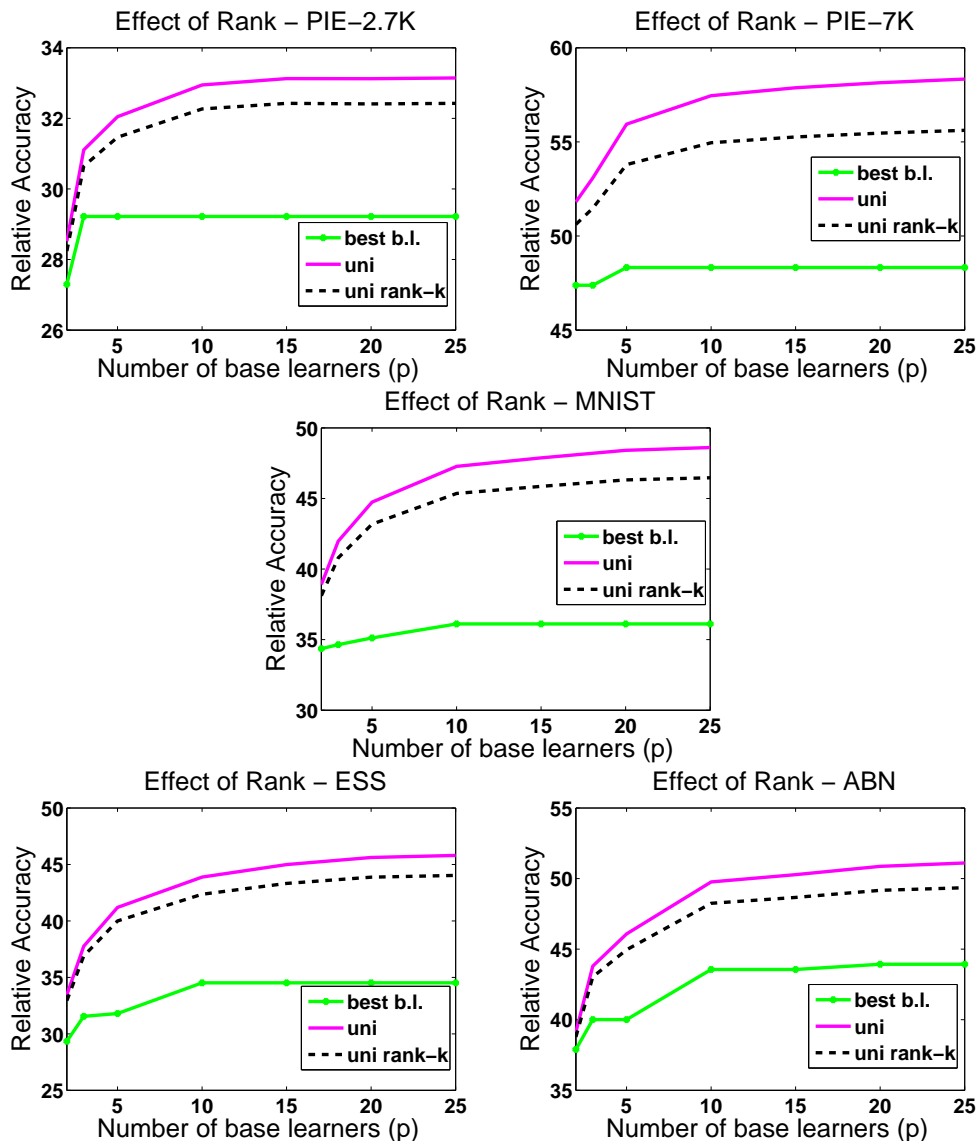 Effect of Rank − PIE−2.7K
Relative Accuracy
34
32
30
28
26
5 10 15 20 25
Number of base learners (p)
best b.l.
uni
uni rank−k
Effect of Rank − PIE−7K
Relative Accuracy
60
55
50
45
5 10 15 20 25
Number of base learners (p)
best b.l.
uni
uni rank−k
Effect of Rank − MNIST
Relative Accuracy
50
45
40
35
30
5 10 15 20 25
Number of base learners (p)
best b.l.
uni
uni rank−k
Effect of Rank − ESS
Relative Accuracy
50
45
40
35
30
25
5 10 15 20 25
Number of base learners (p)
best b.l.
uni
uni rank−k
Effect of Rank − ABN
Relative Accuracy
55
50
45
40
35
5 10 15 20 25
Number of base learners (p)
best b.l.
uni
uni rank−k